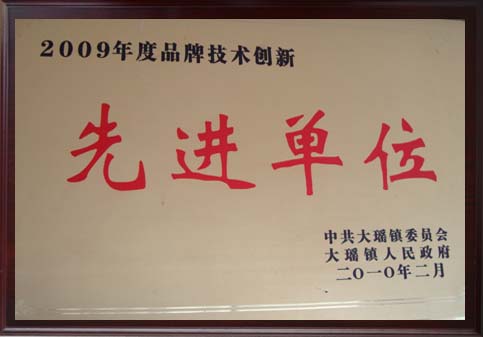 2009年度品牌技术创新
先进单位
中共大瑶镇委员会
大瑶镇人民政府
二〇一〇年二月